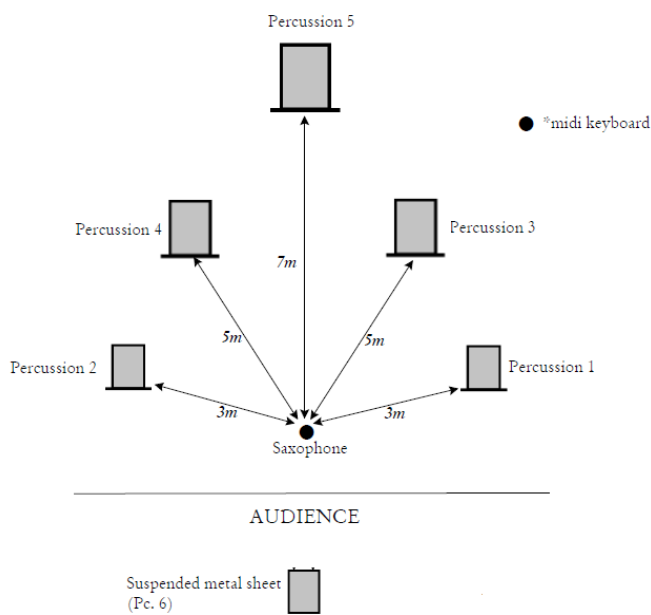 Percussion 5
*midi keyboard
Percussion 4
Percussion 3
7m
5m
5m
Percussion 2
Percussion 1
3m
3m
Saxophone
AUDIENCE
Suspended metal sheet
(Pc. 6)